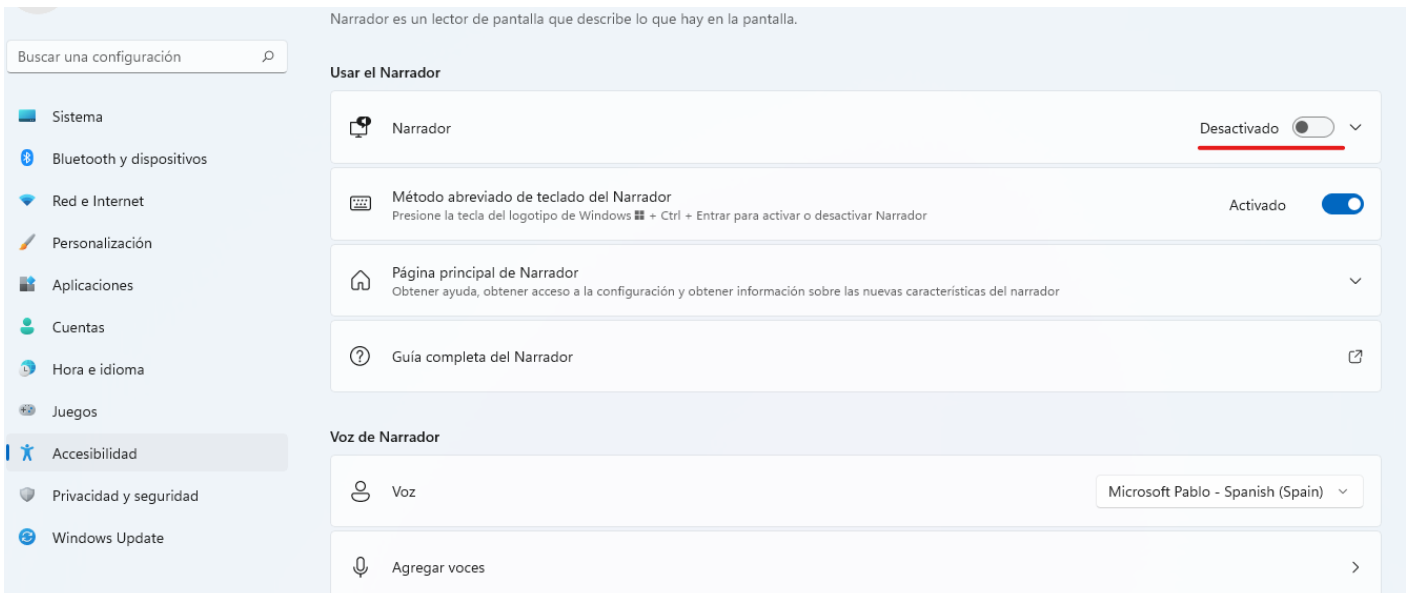 Narrador es un lector de pantalla que describe lo que hay en la pantalla.
Buscar una configuración
Sistema
Bluetooth y dispositivos
Red e Internet
Personalización
Aplicaciones
Cuentas
Hora e idioma
Juegos
Accesibilidad
Privacidad y seguridad
Windows Update
Usar el Narrador
Narrador
Desactivado
Método abreviado de teclado del Narrador
Presione la tecla del logotipo de Windows + Ctrl + Entrar para activar o desactivar Narrador
Activado
Página principal de Narrador
Obtener ayuda, obtener acceso a la configuración y obtener información sobre las nuevas características del narrador
Guía completa del Narrador
Voz de Narrador
Voz
Microsoft Pablo - Spanish (Spain)
Agregar voces